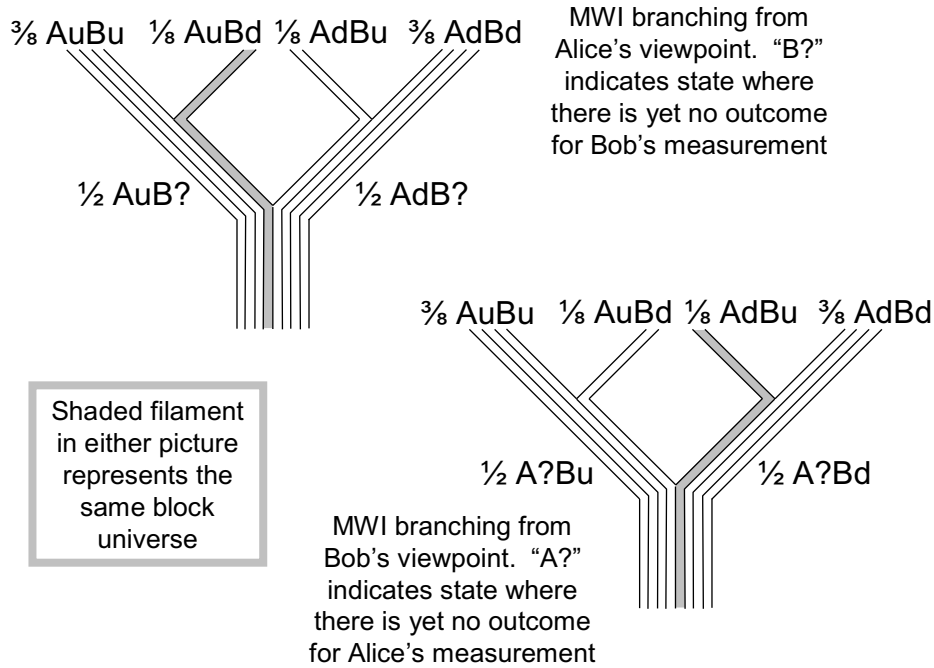 ⅜ AuBu ⅛ AuBd ⅛ AdBu ⅜ AdBd
MWI branching from
Alice’s viewpoint. “B?”
indicates state where
there is yet no outcome
for Bob’s measurement
½ AuB? ½ AdB?
⅜ AuBu ⅛ AuBd ⅛ AdBu ⅜ AdBd
½ A?Bu ½ A?Bd
Shaded filament
in either picture
represents the
same block
universe
MWI branching from
Bob’s viewpoint. “A?”
indicates state where
there is yet no outcome
for Alice’s measurement